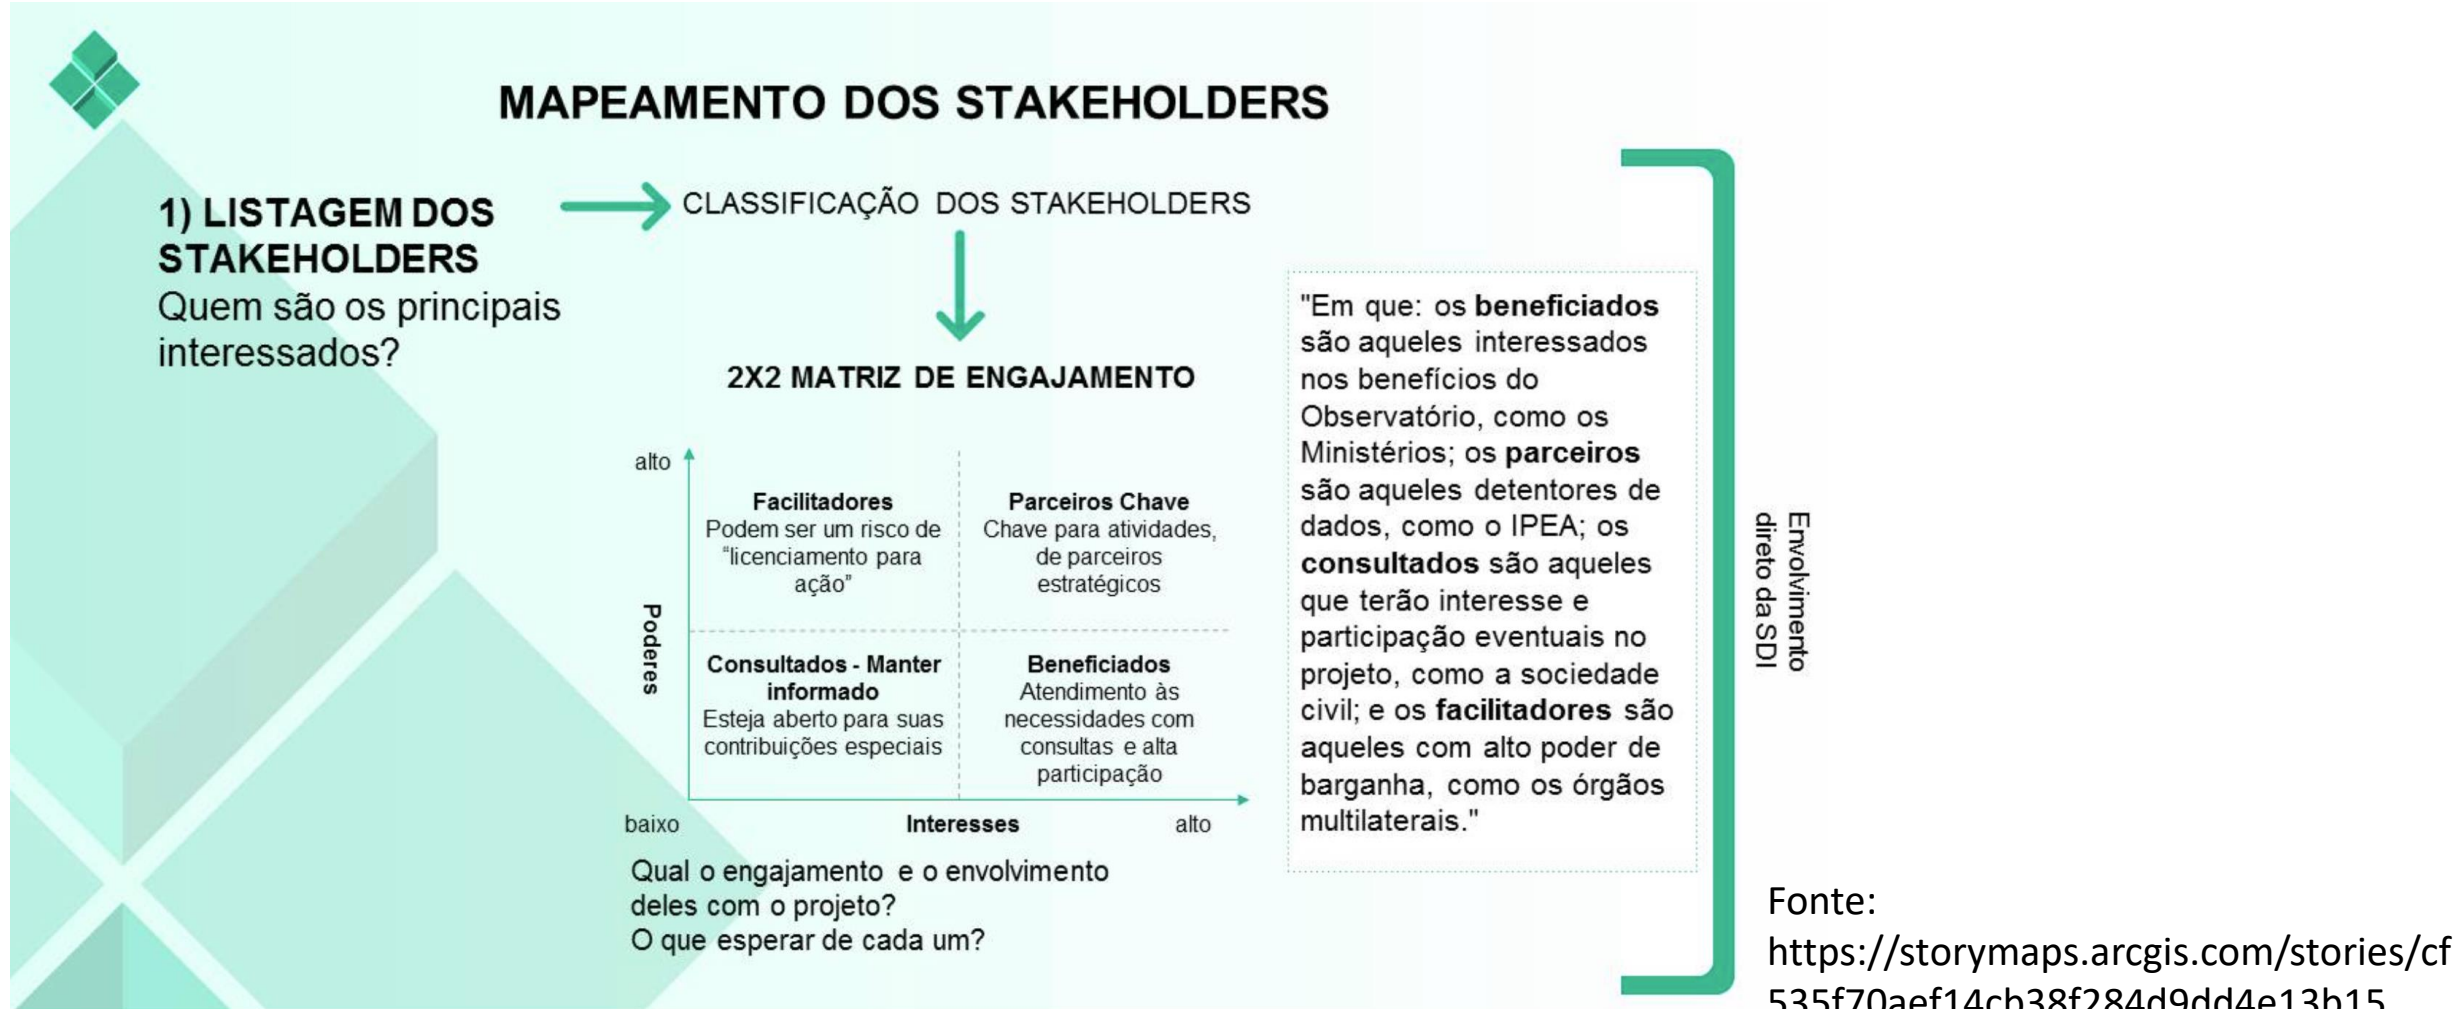 MAPEAMENTO DOS STAKEHOLDERS
1) LISTAGEM DOS
STAKEHOLDERS
Quem são os principais
interessados?
CLASSIFICAÇÃO DOS STAKEHOLDERS
2X2 MATRIZ DE ENGAJAMENTO
alto
Poderes
Facilitadores
Podem ser um risco de
“licenciamento para
ação”
Parceiros Chave
Chave para atividades,
de parceiros
estratégicos
Consultados - Manter
informado
Esteja aberto para suas
contribuições especiais
Beneficiados
Atendimento às
necessidades com
consultas e alta
participação
baixo
Interesses
alto
Qual o engajamento e o envolvimento
deles com o projeto?
O que esperar de cada um?
"Em que: os beneficiados
são aqueles interessados
nos benefícios do
Observatório, como os
Ministérios; os parceiros
são aqueles detentores de
dados, como o IPEA; os
consultados são aqueles
que terão interesse e
participação eventuais no
projeto, como a sociedade
civil; e os facilitadores são
aqueles com alto poder de
barganha, como os órgãos
multilaterais."
Envolvimento
direto da SDI
Fonte:
https://storymaps.arcgis.com/stories/cf
535f70aef14cb38f284d9dd4e13b15